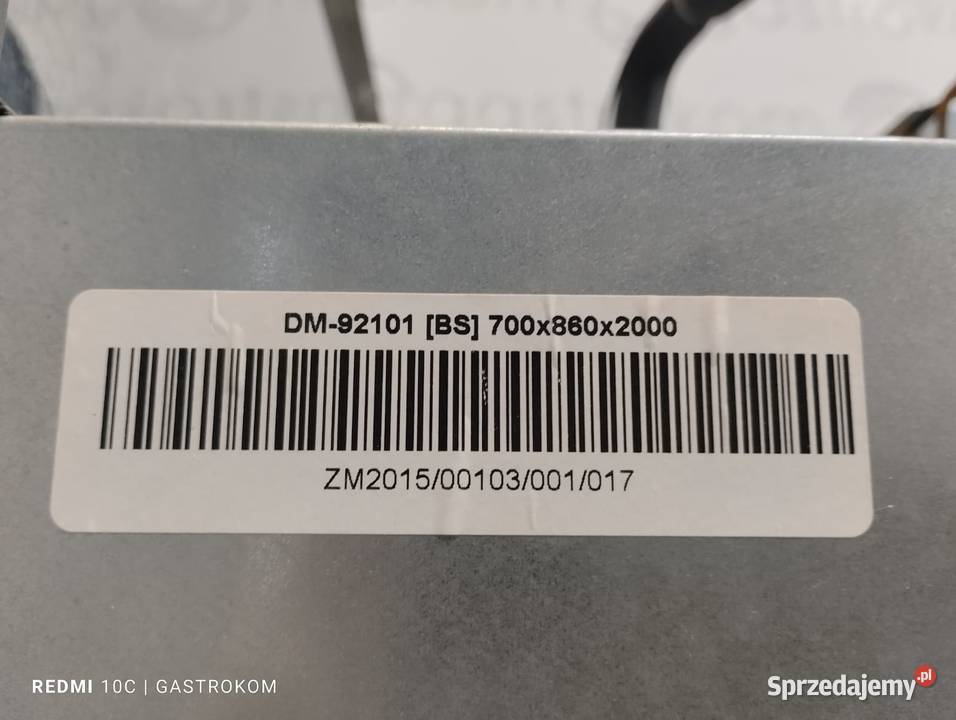 DM-92101 [BS] 700x860x2000
ZM2015/00103/001/017
REDMI 10C | GASTROKOM
Sprzedajemy.pl